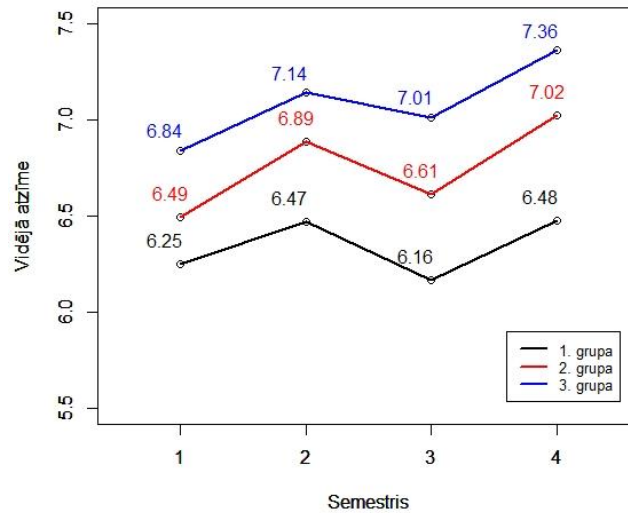 7.5
7.0
6.5
6.0
5.5
Vidējā atzīme
7.36
7.14
7.01
7.02
6.84
6.89
6.61
6.49
6.47
6.48
6.25
6.16
1. grupa
2. grupa
3. grupa
1 2 3 4
Semestris